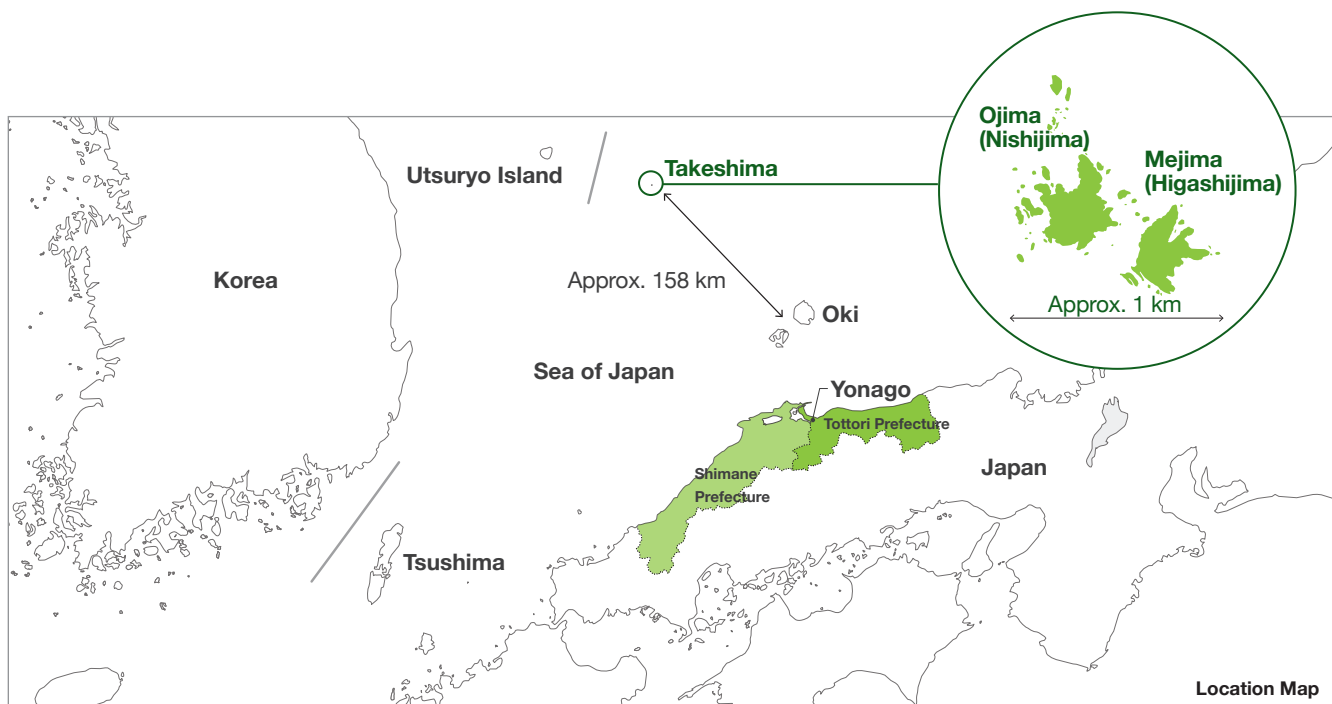 Ojima
(Nishijima)
Mejima
(Higashijima)
Utsuryo Island
Takeshima
Korea
Approx. 158 km
Approx. 1 km
Oki
Sea of Japan
Yonago
Tottori Prefecture
Japan
Shimane
Prefecture
Tsushima
Location Map